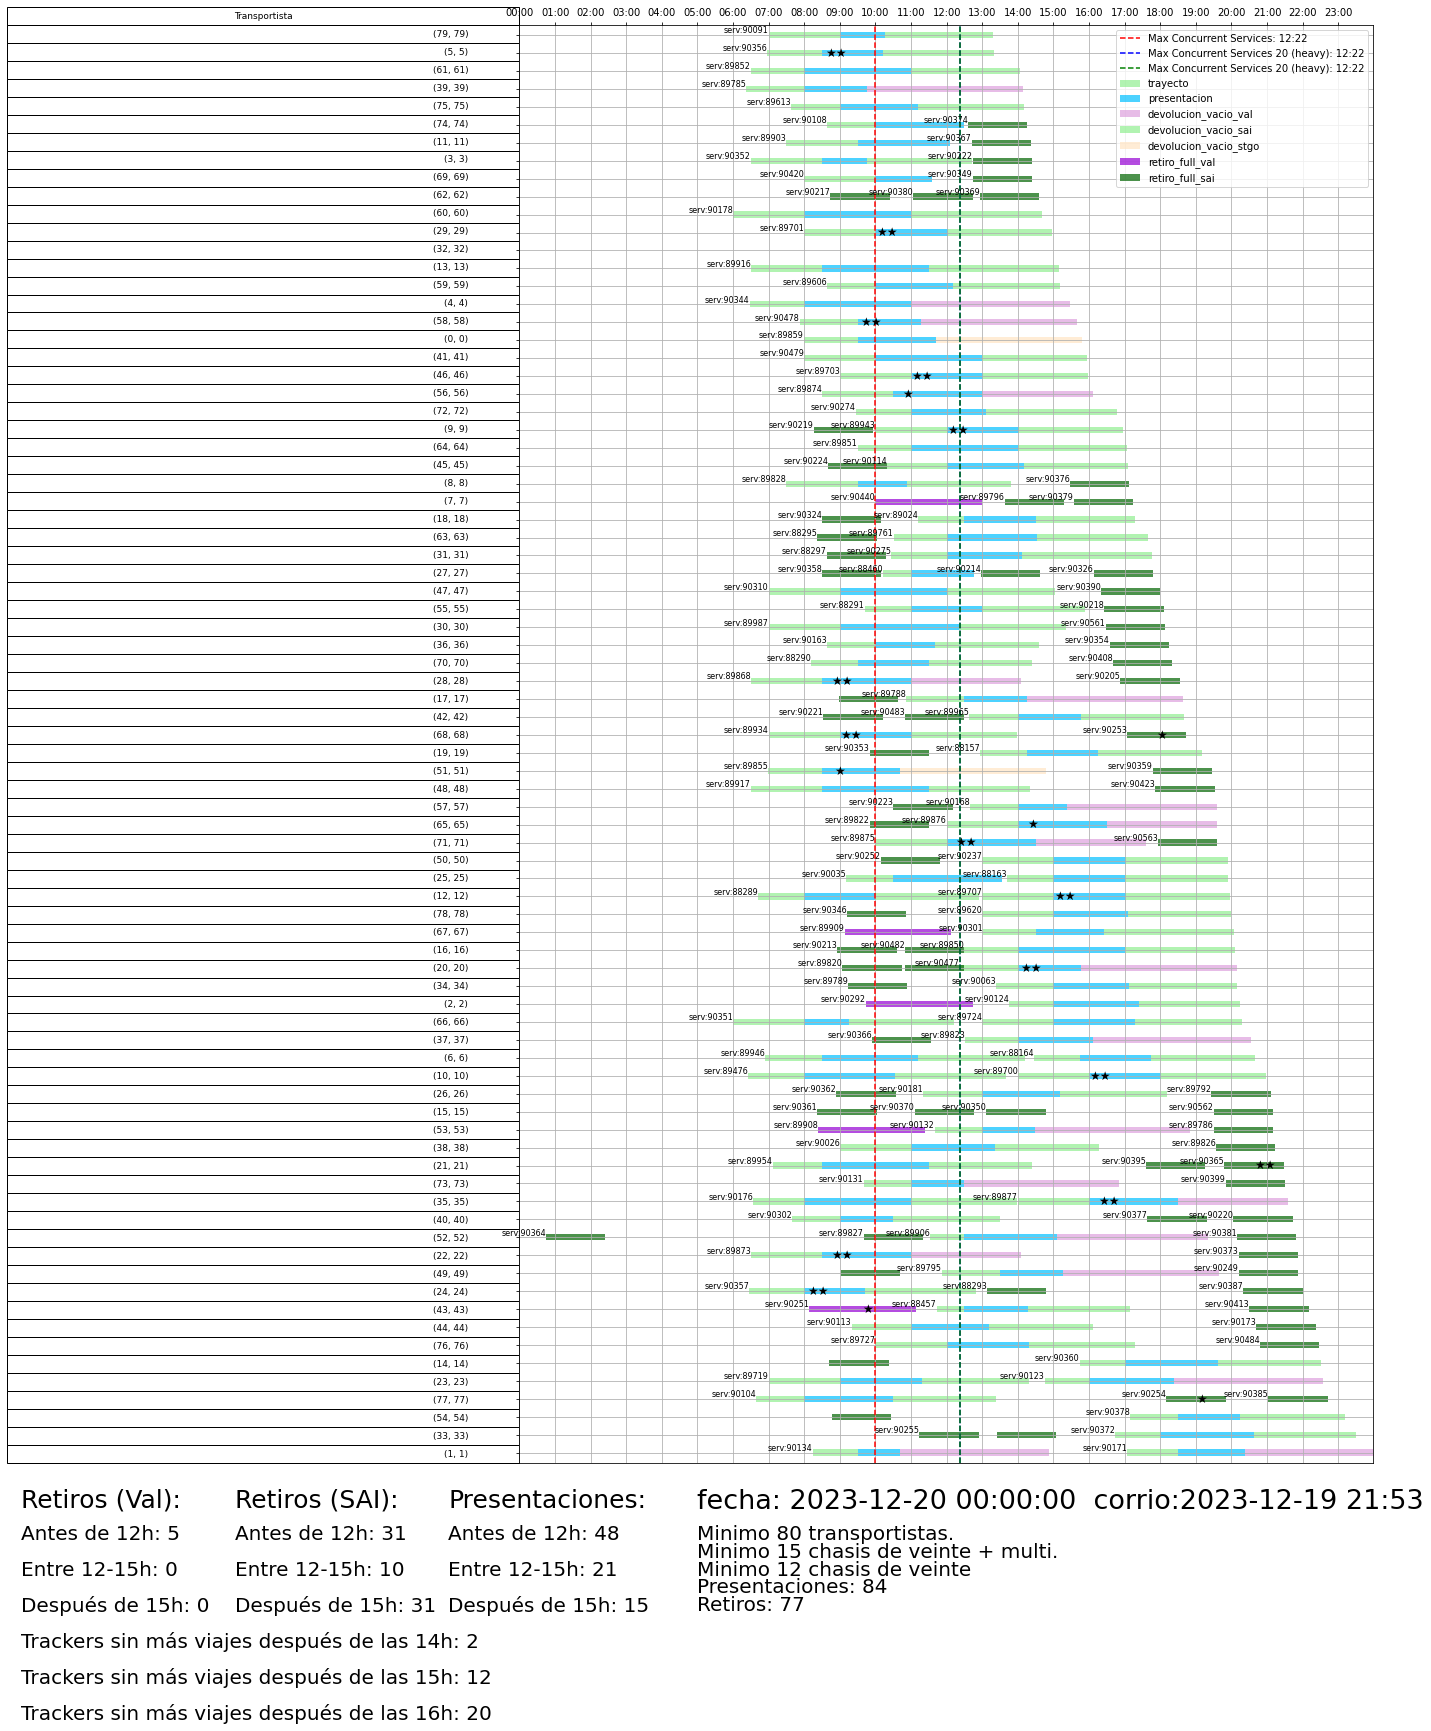 Transportista
00:00 01:00 02:00 03:00 04:00 05:00 06:00 07:00 08:00 09:00 10:00 11:00 12:00 13:00 14:00 15:00 16:00 17:00 18:00 19:00 20:00 21:00 22:00 23:00
Max Concurrent Services: 12:22
Max Concurrent Services 20 (heavy): 12:22
Max Concurrent Services 20 (heavy): 12:22
trayecto
presentacion
devolucion_vacio_val
devolucion_vacio_sai
devolucion_vacio_stgo
retiro_full_val
retiro_full_sai
(79, 79) serv:90091
(5, 5) serv:90356
(61, 61) serv:89852
(39, 39) serv:89785
(75, 75) serv:89613
(74, 74) serv:90108 serv:90374
(11, 11) serv:89903 serv:90367
(3, 3) serv:90352 serv:90222
(69, 69) serv:90420 serv:90349
(62, 62) serv:90217 serv:90380 serv:90369
(60, 60) serv:90178
(29, 29) serv:89701
(32, 32)
(13, 13) serv:89916
(59, 59) serv:89606
(4, 4) serv:90344
(58, 58) serv:90478
(0, 0) serv:89859
(41, 41) serv:90479
(46, 46) serv:89703
(56, 56) serv:89874
(72, 72) serv:90274
(9, 9) serv:90219 serv:89943
(64, 64) serv:89851
(45, 45) serv:90224 serv:90114
(8, 8) serv:89828 serv:90376
(7, 7) serv:90440 serv:89796 serv:90379
(18, 18) serv:90324 serv:89024
(63, 63) serv:88295 serv:89761
(31, 31) serv:88297 serv:90275
(27, 27) serv:90358 serv:88460 serv:90214 serv:90326
(47, 47) serv:90310 serv:90390
(55, 55) serv:88291 serv:90218
(30, 30) serv:89987 serv:90561
(36, 36) serv:90163 serv:90354
(70, 70) serv:88290 serv:90408
(28, 28) serv:89868 serv:90205
(17, 17) serv:89788
(42, 42) serv:90221 serv:90483 serv:89965
(68, 68) serv:89934 serv:90253
(19, 19) serv:90353 serv:88157
(51, 51) serv:89855 serv:90359
(48, 48) serv:89917 serv:90423
(57, 57) serv:90223 serv:90168
(65, 65) serv:89822 serv:89876
(71, 71) serv:89875 serv:90563
(50, 50) serv:90252 serv:90237
(25, 25) serv:90035 serv:88163
(12, 12) serv:88289 serv:89707
(78, 78) serv:90346 serv:89620
(67, 67) serv:89909 serv:90301
(16, 16) serv:90213 serv:90482 serv:89850
(20, 20) serv:89820 serv:90477
(34, 34) serv:89789 serv:90063
(2, 2) serv:90292 serv:90124
(66, 66) serv:90351 serv:89724
(37, 37) serv:90366 serv:89823
(6, 6) serv:89946 serv:88164
(10, 10) serv:89476 serv:89700
(26, 26) serv:90362 serv:90181 serv:89792
(15, 15) serv:90361 serv:90370 serv:90350 serv:90562
(53, 53) serv:89908 serv:90132 serv:89786
(38, 38) serv:90026 serv:89826
(21, 21) serv:89954 serv:90395 serv:90365
(73, 73) serv:90131 serv:90399
(35, 35) serv:90176 serv:89877
(40, 40) serv:90302 serv:90377 serv:90220
(52, 52) serv:90364 serv:89827 serv:89906 serv:90381
(22, 22) serv:89873 serv:90373
(49, 49) serv:89795 serv:90249
(24, 24) serv:90357 serv:88293 serv:90387
(43, 43) serv:90251 serv:88457 serv:90413
(44, 44) serv:90113 serv:90173
(76, 76) serv:89727 serv:90484
(14, 14) serv:90360
(23, 23) serv:89719 serv:90123
(77, 77) serv:90104 serv:90254 serv:90385
(54, 54) serv:90378
(33, 33) serv:90255 serv:90372
(1, 1) serv:90134 serv:90171
Retiros (Val): Retiros (SAI): Presentaciones: fecha: 2023-12-20 00:00:00 corrio:2023-12-19 21:53
Antes de 12h: 5 Antes de 12h: 31 Antes de 12h: 48
Entre 12-15h: 0 Entre 12-15h: 10 Entre 12-15h: 21
Después de 15h: 0 Después de 15h: 31 Después de 15h: 15
Minimo 80 transportistas.
Minimo 15 chasis de veinte + multi.
Minimo 12 chasis de veinte
Presentaciones: 84
Retiros: 77
Trackers sin más viajes después de las 14h: 2
Trackers sin más viajes después de las 15h: 12
Trackers sin más viajes después de las 16h: 20